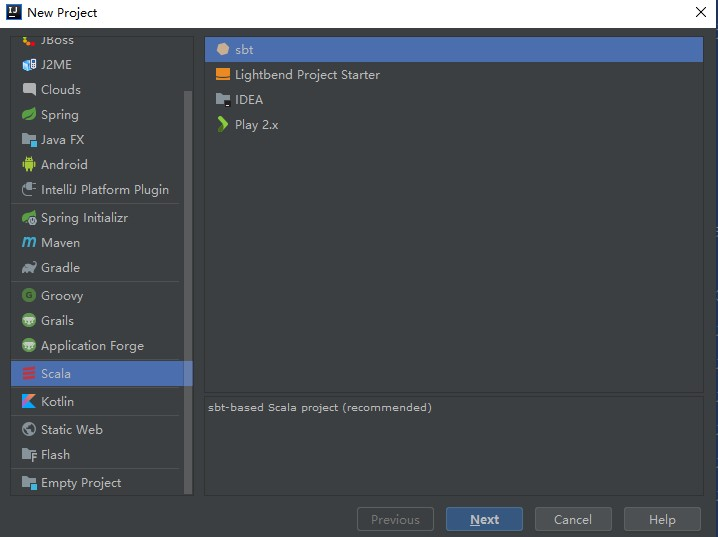 New Project
JBoss
J2ME
Clouds
Spring
Java FX
Android
IntelliJ Platform Plugin
Spring Initializr
Maven
Gradle
Groovy
Grails
Application Forge
Scala
Kotlin
Static Web
Flash
Empty Project
sbt
Lightbend Project Starter
IDEA
Play 2.x
sbt-based Scala project (recommended)
Previous
Next
Cancel
Help